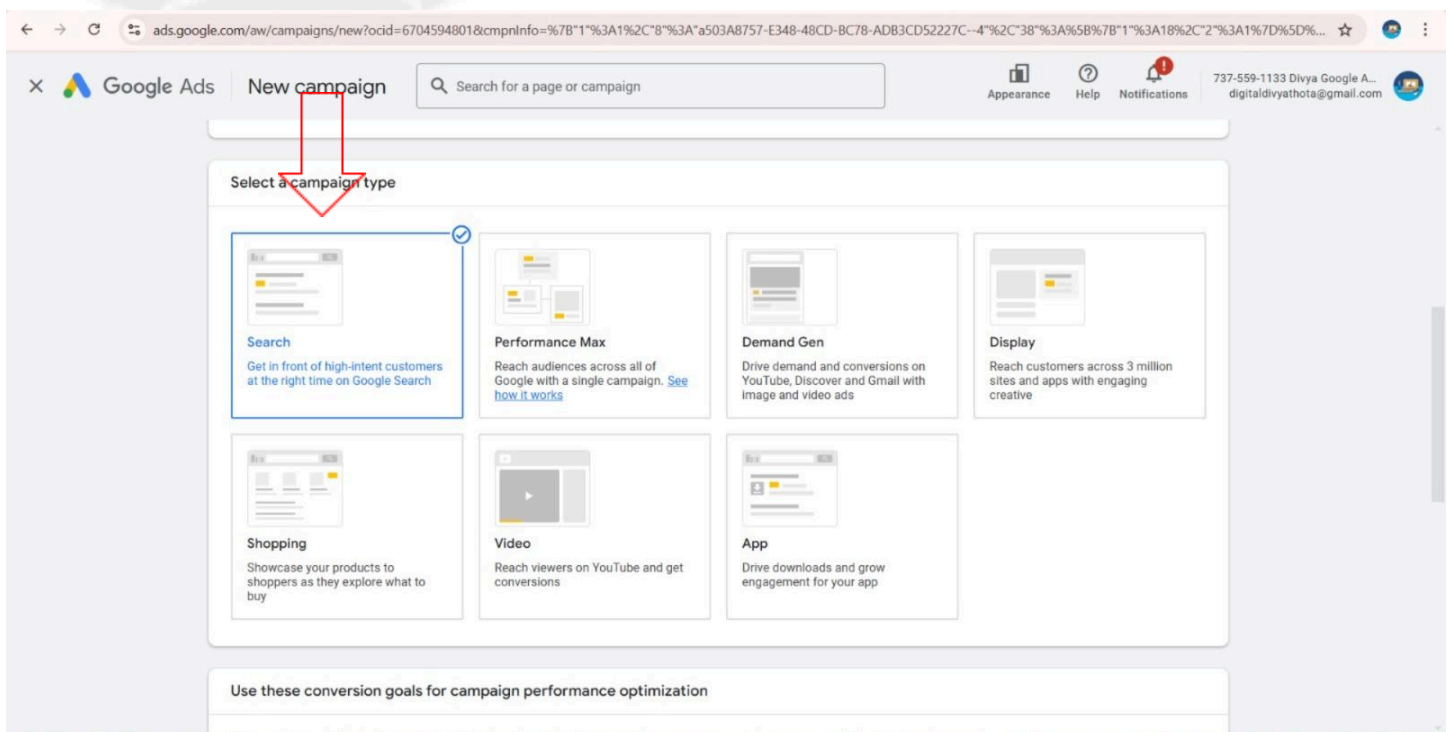 ads.google.com/aw/campaigns/new?ocid=6704594801&cmpnInfo=%7B"1"%3A1%2C"8"%3A"a503A8757-E348-48CD-BC78-ADB3CD52227C--4"%2C"38"%3A%5B%7B"1"%3A18%2C"2"%3A1%7D%5D%...
Google Ads New campaign Search for a page or campaign Appearance Help Notifications 737-559-1133 Divya Google A...
digitaldivyathota@gmail.com
Select a campaign type
Search
Get in front of high-intent customers
at the right time on Google Search
Performance Max
Reach audiences across all of
Google with a single campaign. See
how it works
Demand Gen
Drive demand and conversions on
YouTube, Discover and Gmail with
image and video ads
Display
Reach customers across 3 million
sites and apps with engaging
creative
Shopping
Showcase your products to
shoppers as they explore what to
buy
Video
Reach viewers on YouTube and get
conversions
App
Drive downloads and grow
engagement for your app
Use these conversion goals for campaign performance optimization